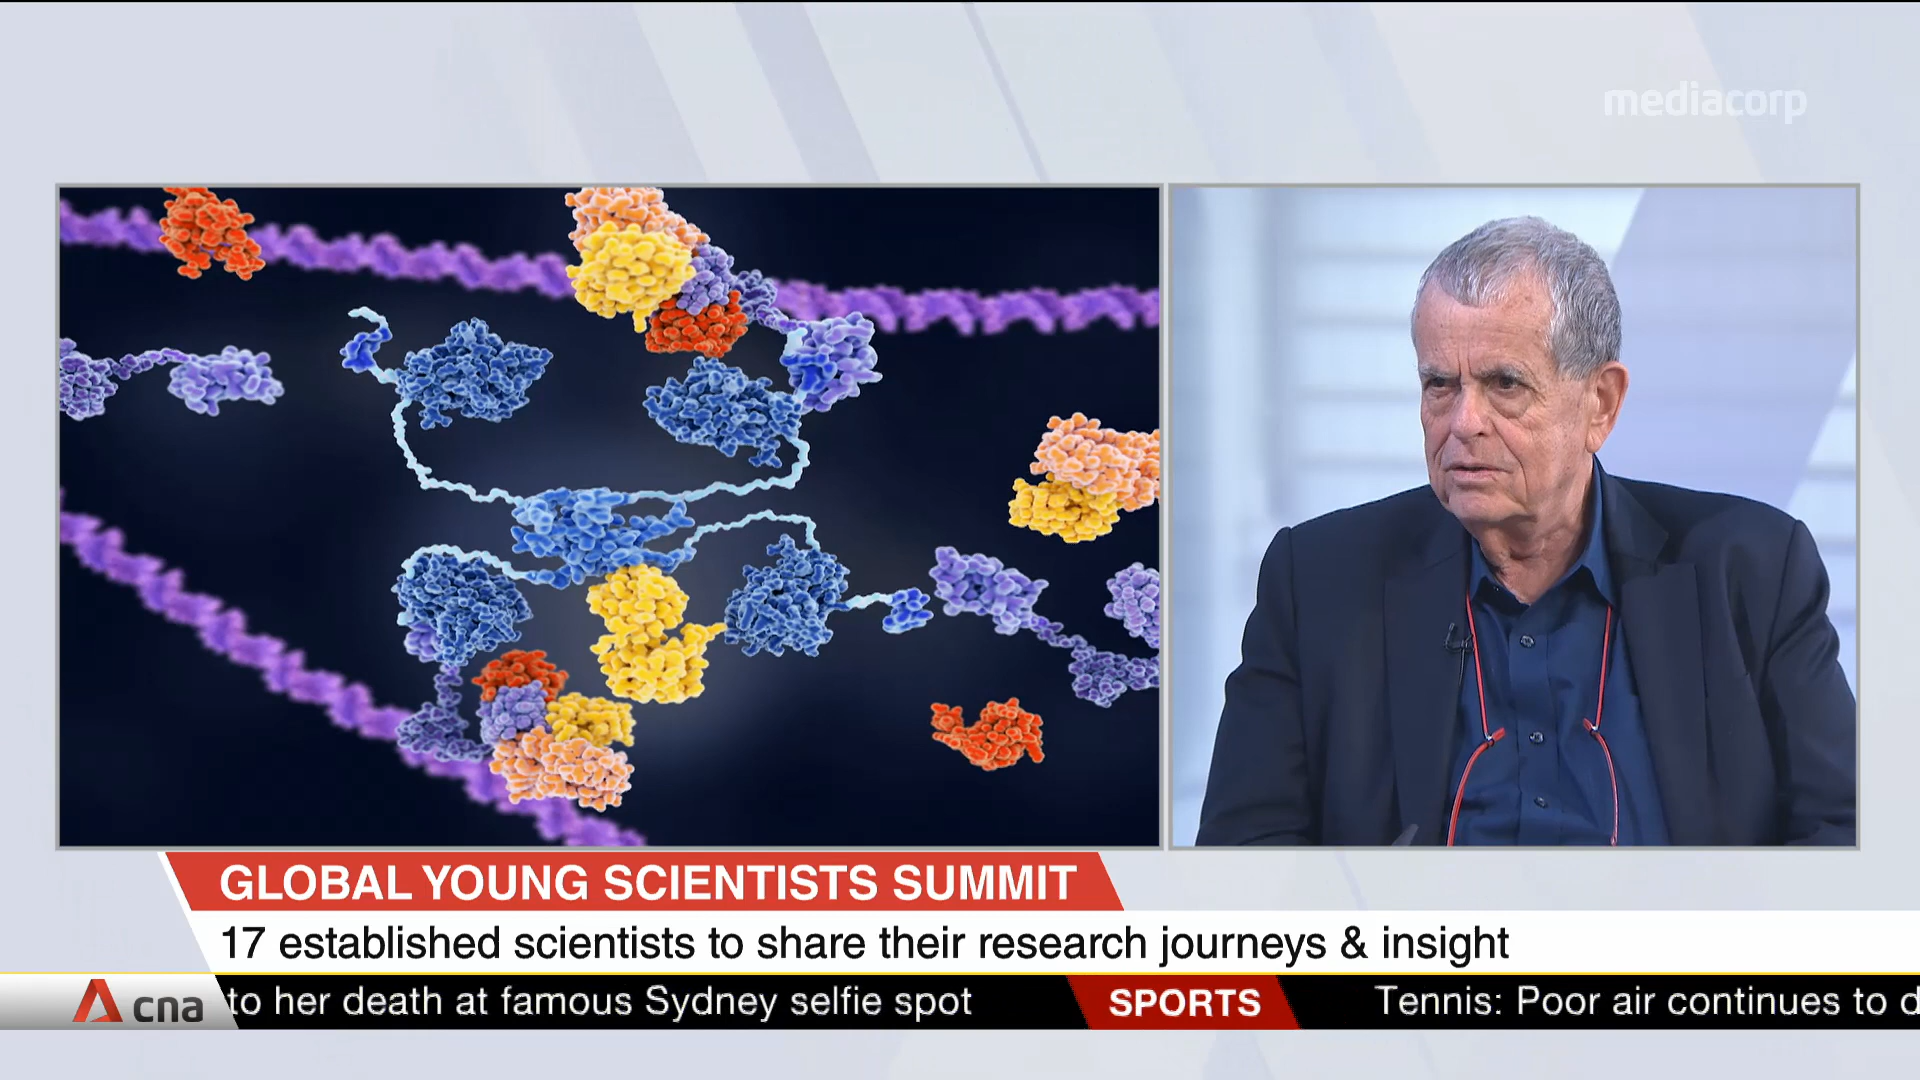 mediacorp
GLOBAL YOUNG SCIENTISTS SUMMIT
17 established scientists to share their research journeys & insight
cna
to her death at famous Sydney selfie spot SPORTS Tennis: Poor air continues to d